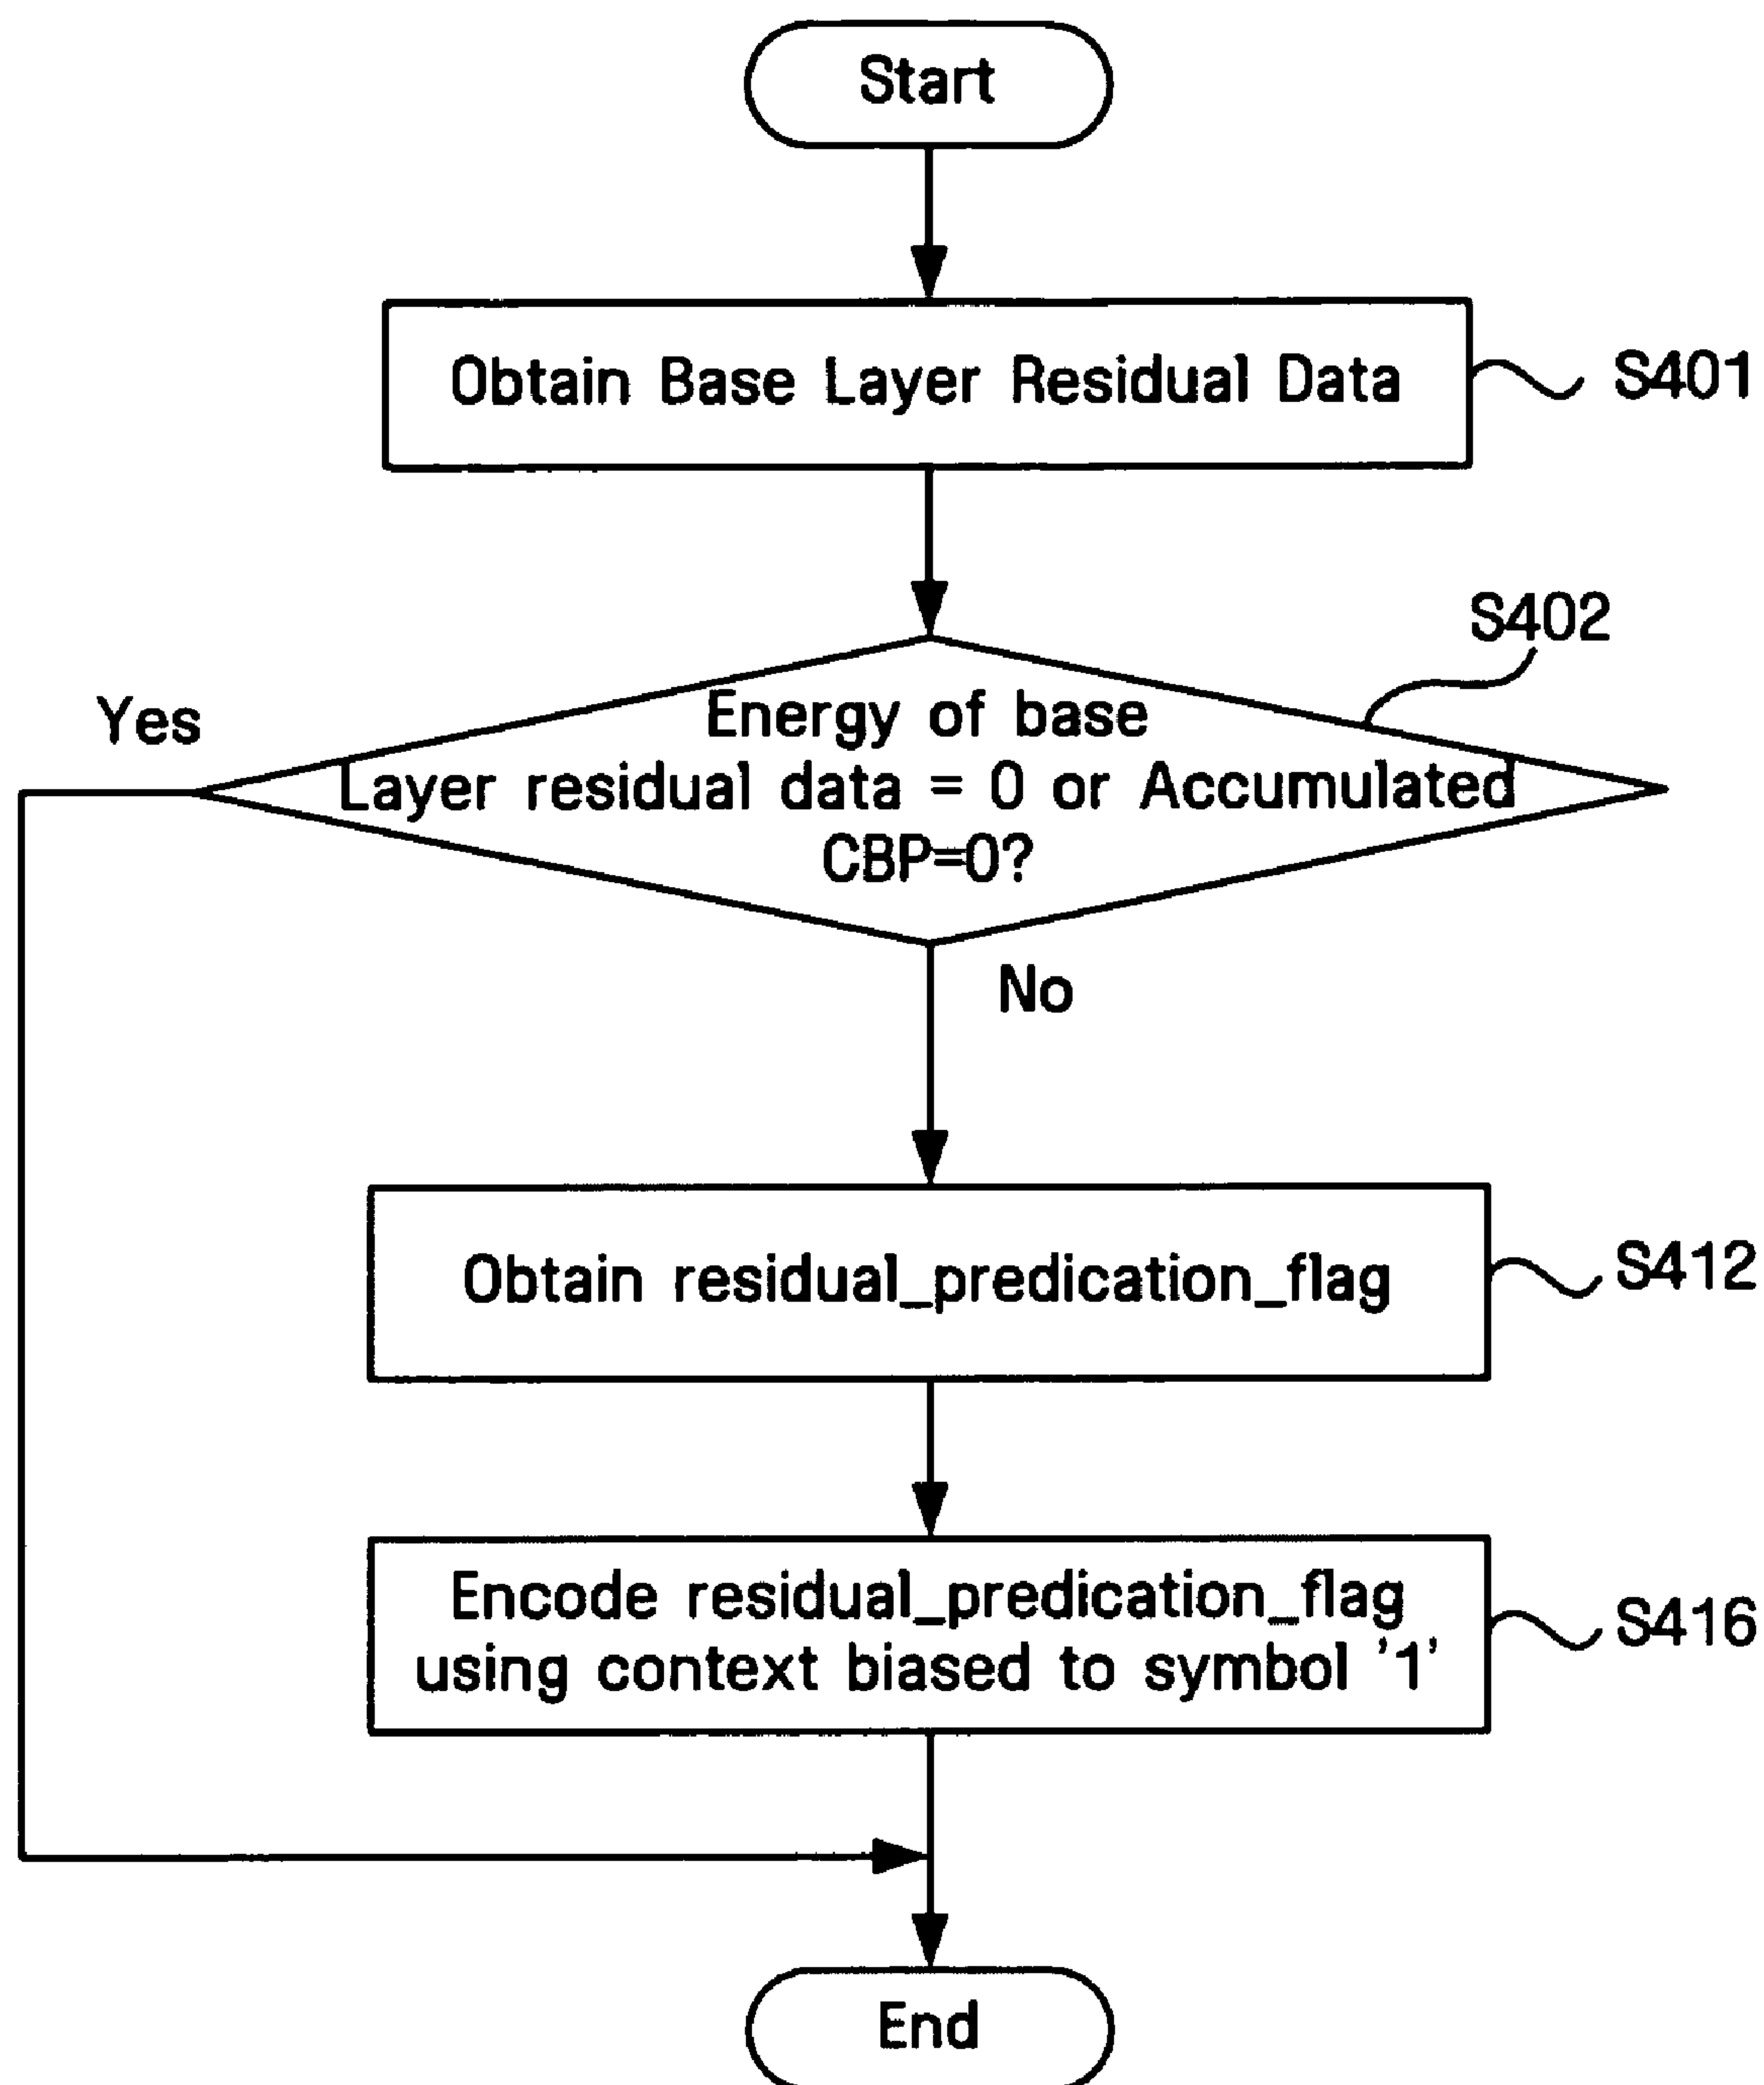 Start
Obtain Base Layer Residual Data
S401
S402
Yes
Energy of base
Layer residual data = 0 or Accumulated
CBP=0?
No
Obtain residual_predication_flag
S412
Encode residual_predication_flag
using context biased to symbol '1'
S416
End